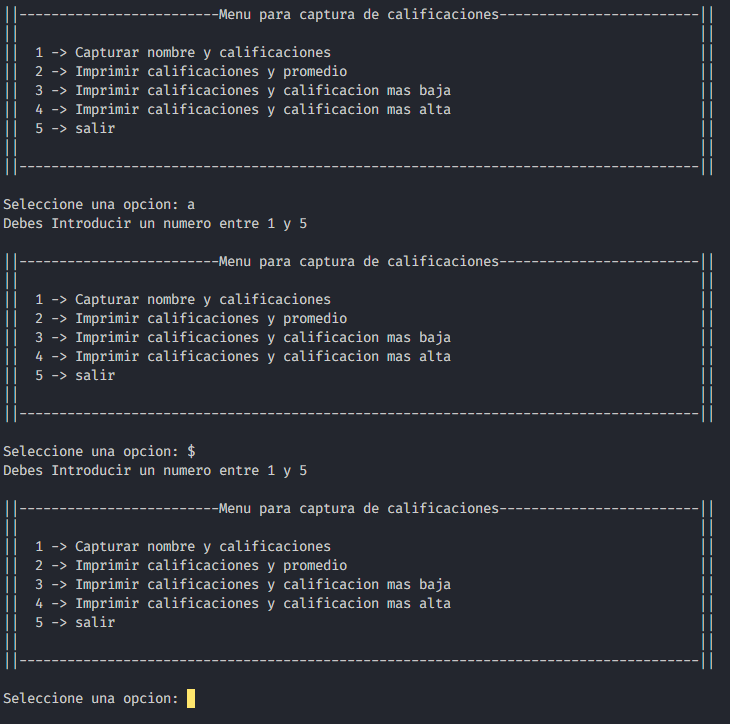 ||-------------------------Menu para captura de calificaciones-------------------------||
||                                                                                     ||
||  1 -> Capturar nombre y calificaciones                                              ||
||  2 -> Imprimir calificaciones y promedio                                            ||
||  3 -> Imprimir calificaciones y calificacion mas baja                               ||
||  4 -> Imprimir calificaciones y calificacion mas alta                               ||
||  5 -> salir                                                                         ||
||                                                                                     ||
||-------------------------------------------------------------------------------------||
Seleccione una opcion: a
Debes Introducir un numero entre 1 y 5
||-------------------------Menu para captura de calificaciones-------------------------||
||                                                                                     ||
||  1 -> Capturar nombre y calificaciones                                              ||
||  2 -> Imprimir calificaciones y promedio                                            ||
||  3 -> Imprimir calificaciones y calificacion mas baja                               ||
||  4 -> Imprimir calificaciones y calificacion mas alta                               ||
||  5 -> salir                                                                         ||
||                                                                                     ||
||-------------------------------------------------------------------------------------||
Seleccione una opcion: $
Debes Introducir un numero entre 1 y 5
||-------------------------Menu para captura de calificaciones-------------------------||
||                                                                                     ||
||  1 -> Capturar nombre y calificaciones                                              ||
||  2 -> Imprimir calificaciones y promedio                                            ||
||  3 -> Imprimir calificaciones y calificacion mas baja                               ||
||  4 -> Imprimir calificaciones y calificacion mas alta                               ||
||  5 -> salir                                                                         ||
||                                                                                     ||
||-------------------------------------------------------------------------------------||
Seleccione una opcion: